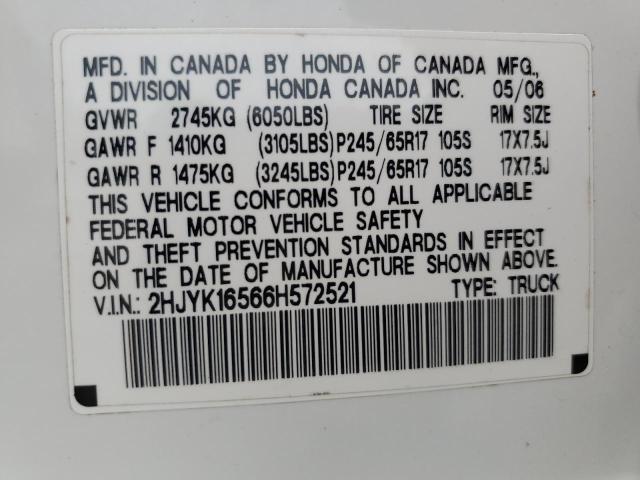 MFD. IN CANADA BY HONDA OF CANADA MFG.,
A DIVISION OF HONDA CANADA INC. 05/06
GVWR 2745KG (6050LBS) TIRE SIZE RIM SIZE
GAWR F 1410KG (3105LBS) P245/65R17 105S 17X7.5J
GAWR R 1475KG (3245LBS) P245/65R17 105S 17X7.5J
THIS VEHICLE CONFORMS TO ALL APPLICABLE
FEDERAL MOTOR VEHICLE SAFETY
AND THEFT PREVENTION STANDARDS IN EFFECT
ON THE DATE OF MANUFACTURE SHOWN ABOVE.
V.I.N.: 2HJYK16566H572521 TYPE: TRUCK